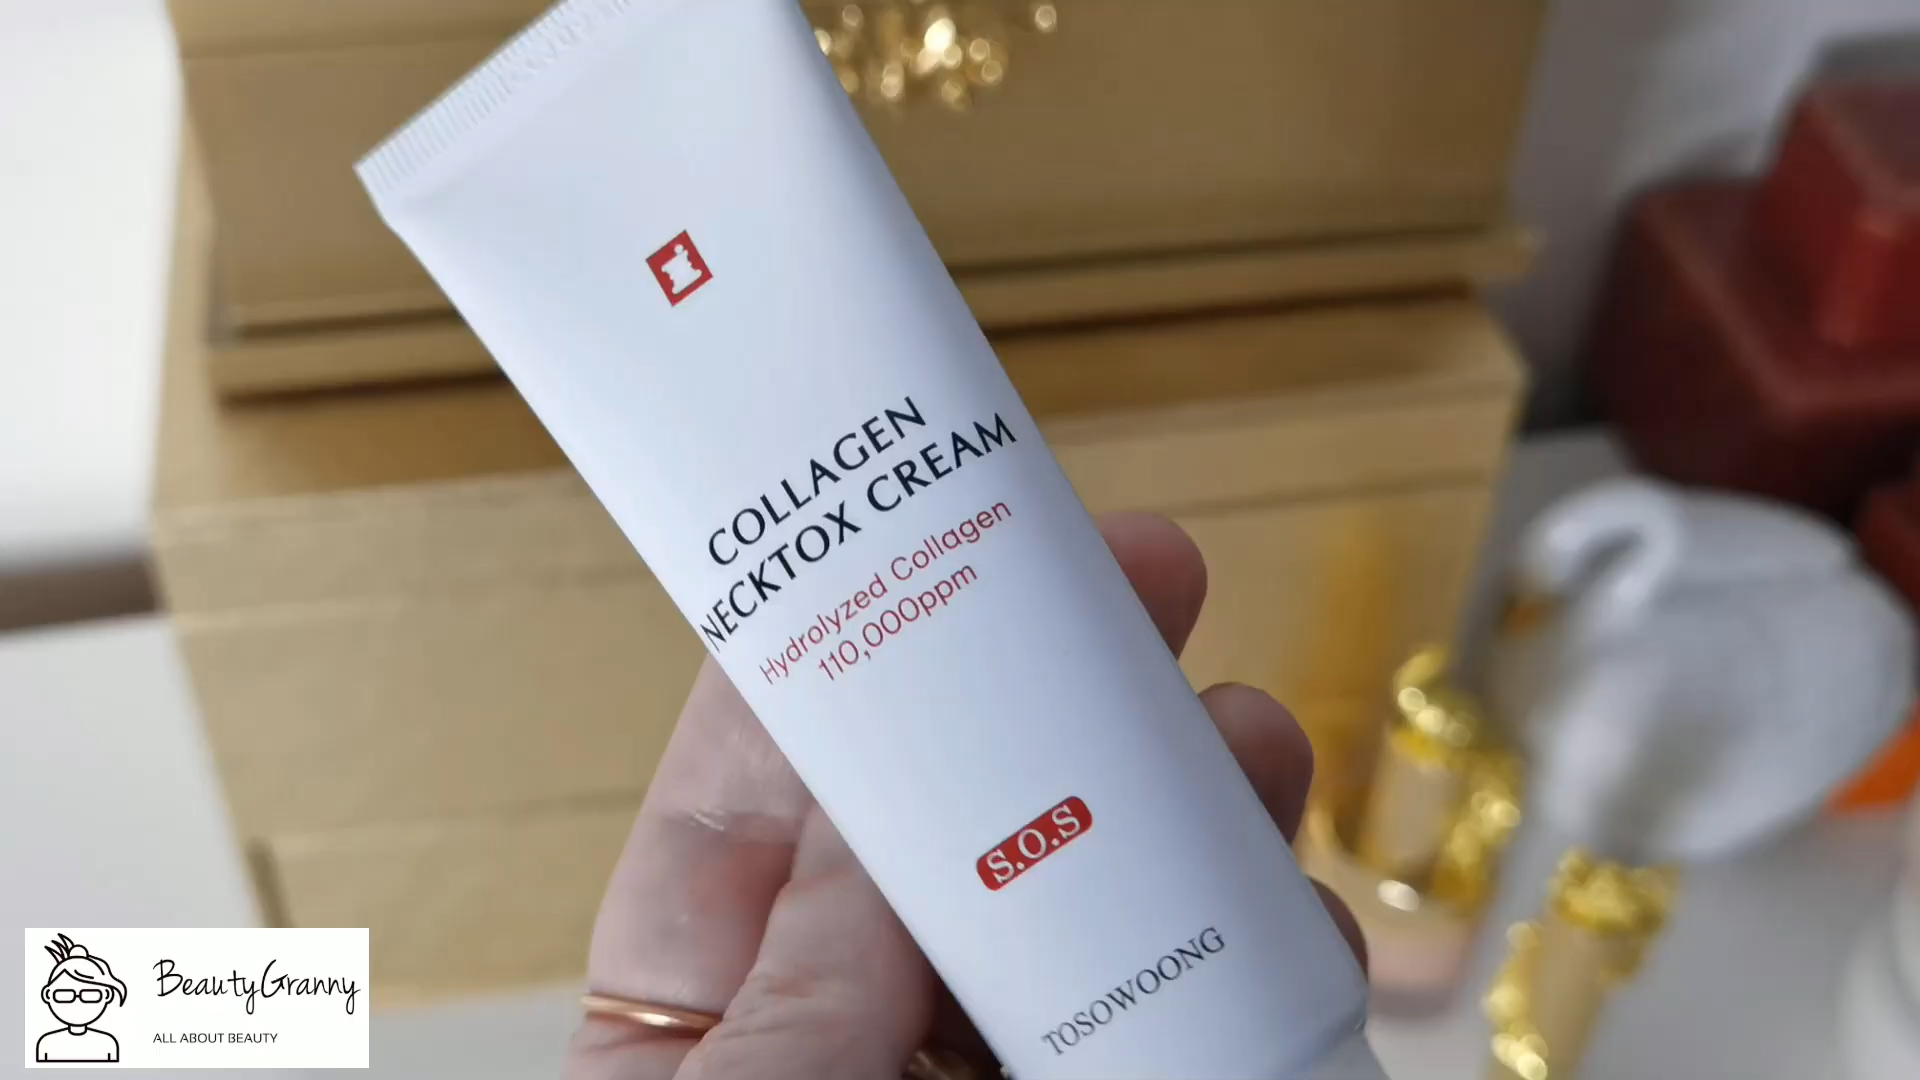 COLLAGEN
NECKTOX CREAM
Hydrolyzed Collagen
110,000ppm
S.O.S
TOSOWOONG
BeautyGranny
ALL ABOUT BEAUTY